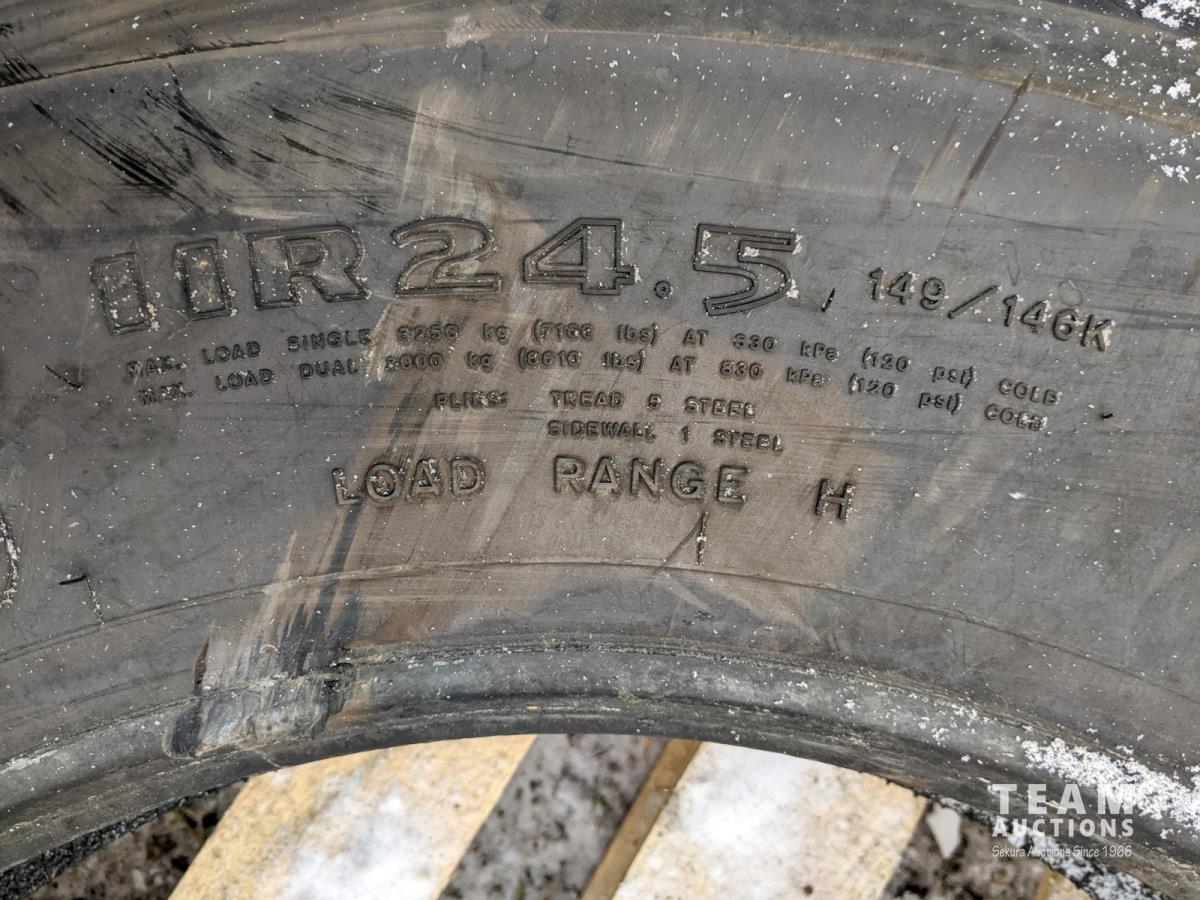 11R24.5 149/146K
MAX. LOAD SINGLE 3250 kg (7160 lbs) AT 830 kPa (120 psi) COLD
MAX. LOAD DUAL 3000 kg (6610 lbs) AT 830 kPa (120 psi) COLD
PLIES: TREAD 5 STEEL
SIDEWALL 1 STEEL
LOAD RANGE H
TEAM
AUCTIONS
Sekura Auctions Since 1966